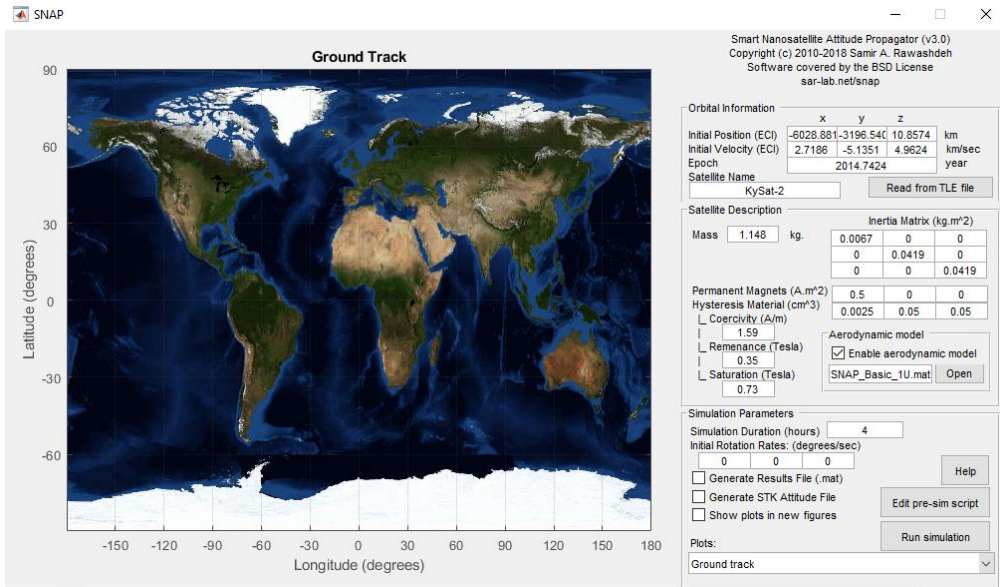 SNAP
Ground Track
90
60
30
0
-30
-60
-150 -120 -90 -60 -30 0 30 60 90 120 150 180
Latitude (degrees)
Longitude (degrees)
Smart Nanosatellite Attitude Propagator (v3.0)
Copyright (c) 2010-2018 Samir A. Rawashdeh
Software covered by the BSD License
sar-lab.net/snap
Orbital Information
x y z
Initial Position (ECI) -6028.881 -3196.540 10.8574 km
Initial Velocity (ECI) 2.7186 -5.1351 4.9624 km/sec
Epoch 2014.7424 year
Satellite Name
KySat-2 Read from TLE file
Satellite Description
Inertia Matrix (kg.m^2)
Mass 1.148 kg.
0.0067 0 0
0 0.0419 0
0 0 0.0419
Permanent Magnets (A.m^2) 0.5 0 0
Hysteresis Material (cm^3) 0.0025 0.05 0.05
|_ Coercivity (A/m)
1.59
|_ Remenance (Tesla)
0.35
|_ Saturation (Tesla)
0.73
Aerodynamic model
Enable aerodynamic model
SNAP_Basic_1U.mat Open
Simulation Parameters
Simulation Duration (hours) 4
Initial Rotation Rates: (degrees/sec)
0 0 0
Generate Results File (.mat)
Generate STK Attitude File
Show plots in new figures
Help
Edit pre-sim script
Run simulation
Plots:
Ground track